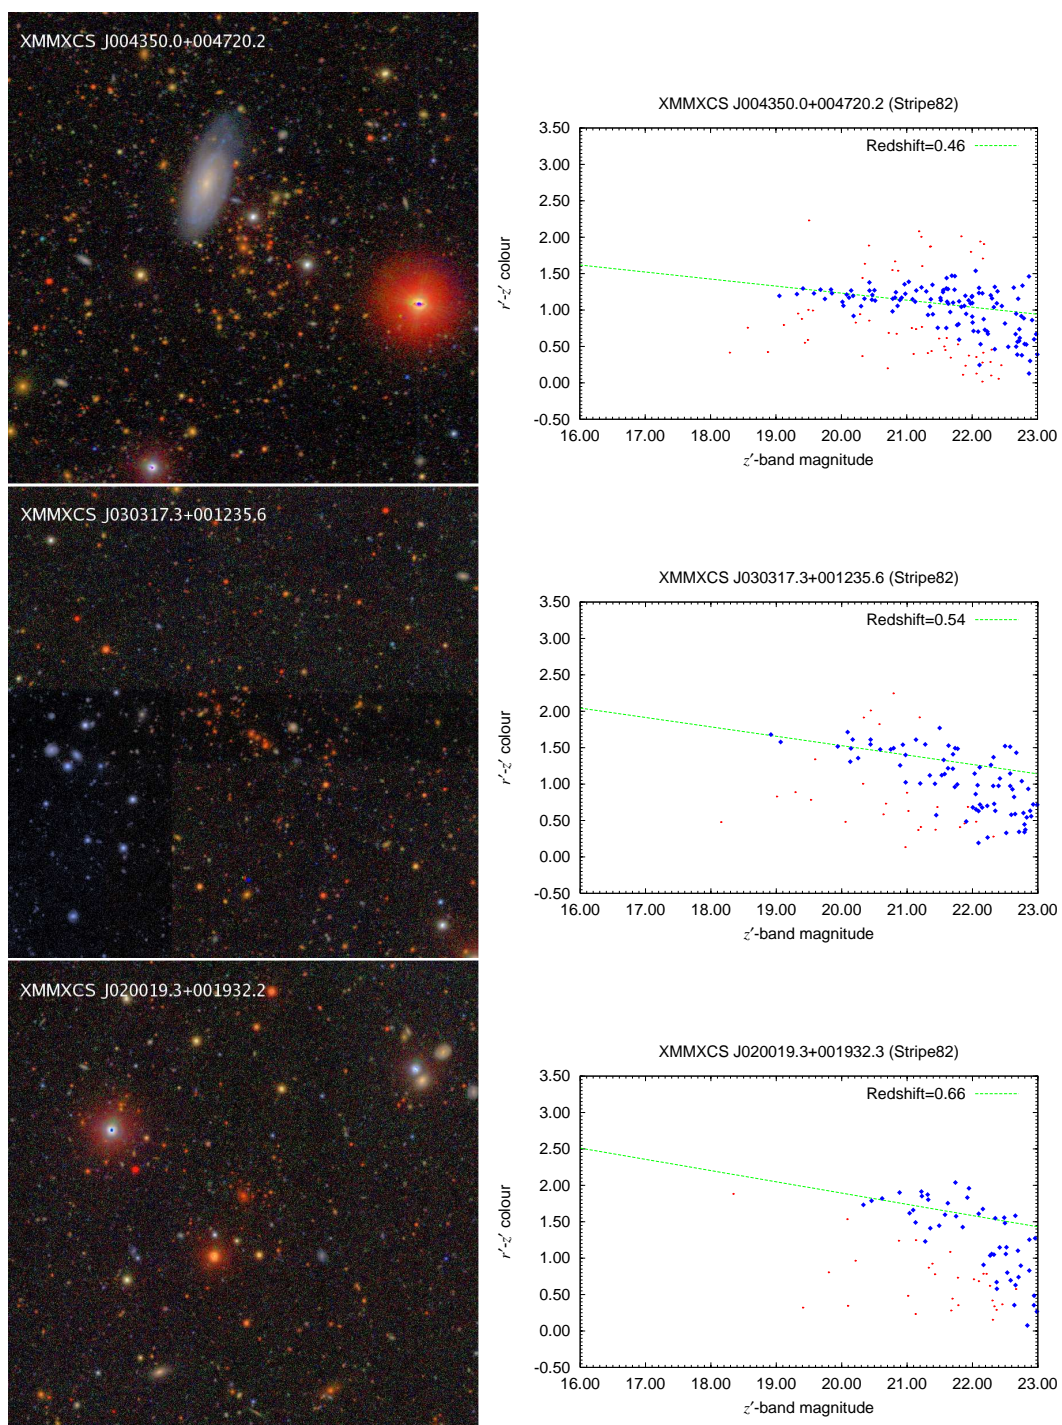 XMMXCS J004350.0+004720.2
XMMXCS J004350.0+004720.2 (Stripe82)
Redshift=0.46
3.50
3.00
2.50
2.00
1.50
1.00
0.50
0.00
-0.50
r′-z′ colour
16.00 17.00 18.00 19.00 20.00 21.00 22.00 23.00
z′-band magnitude
XMMXCS J030317.3+001235.6
XMMXCS J030317.3+001235.6 (Stripe82)
Redshift=0.54
3.50
3.00
2.50
2.00
1.50
1.00
0.50
0.00
-0.50
r′-z′ colour
16.00 17.00 18.00 19.00 20.00 21.00 22.00 23.00
z′-band magnitude
XMMXCS J020019.3+001932.2
XMMXCS J020019.3+001932.3 (Stripe82)
Redshift=0.66
3.50
3.00
2.50
2.00
1.50
1.00
0.50
0.00
-0.50
r′-z′ colour
16.00 17.00 18.00 19.00 20.00 21.00 22.00 23.00
z′-band magnitude